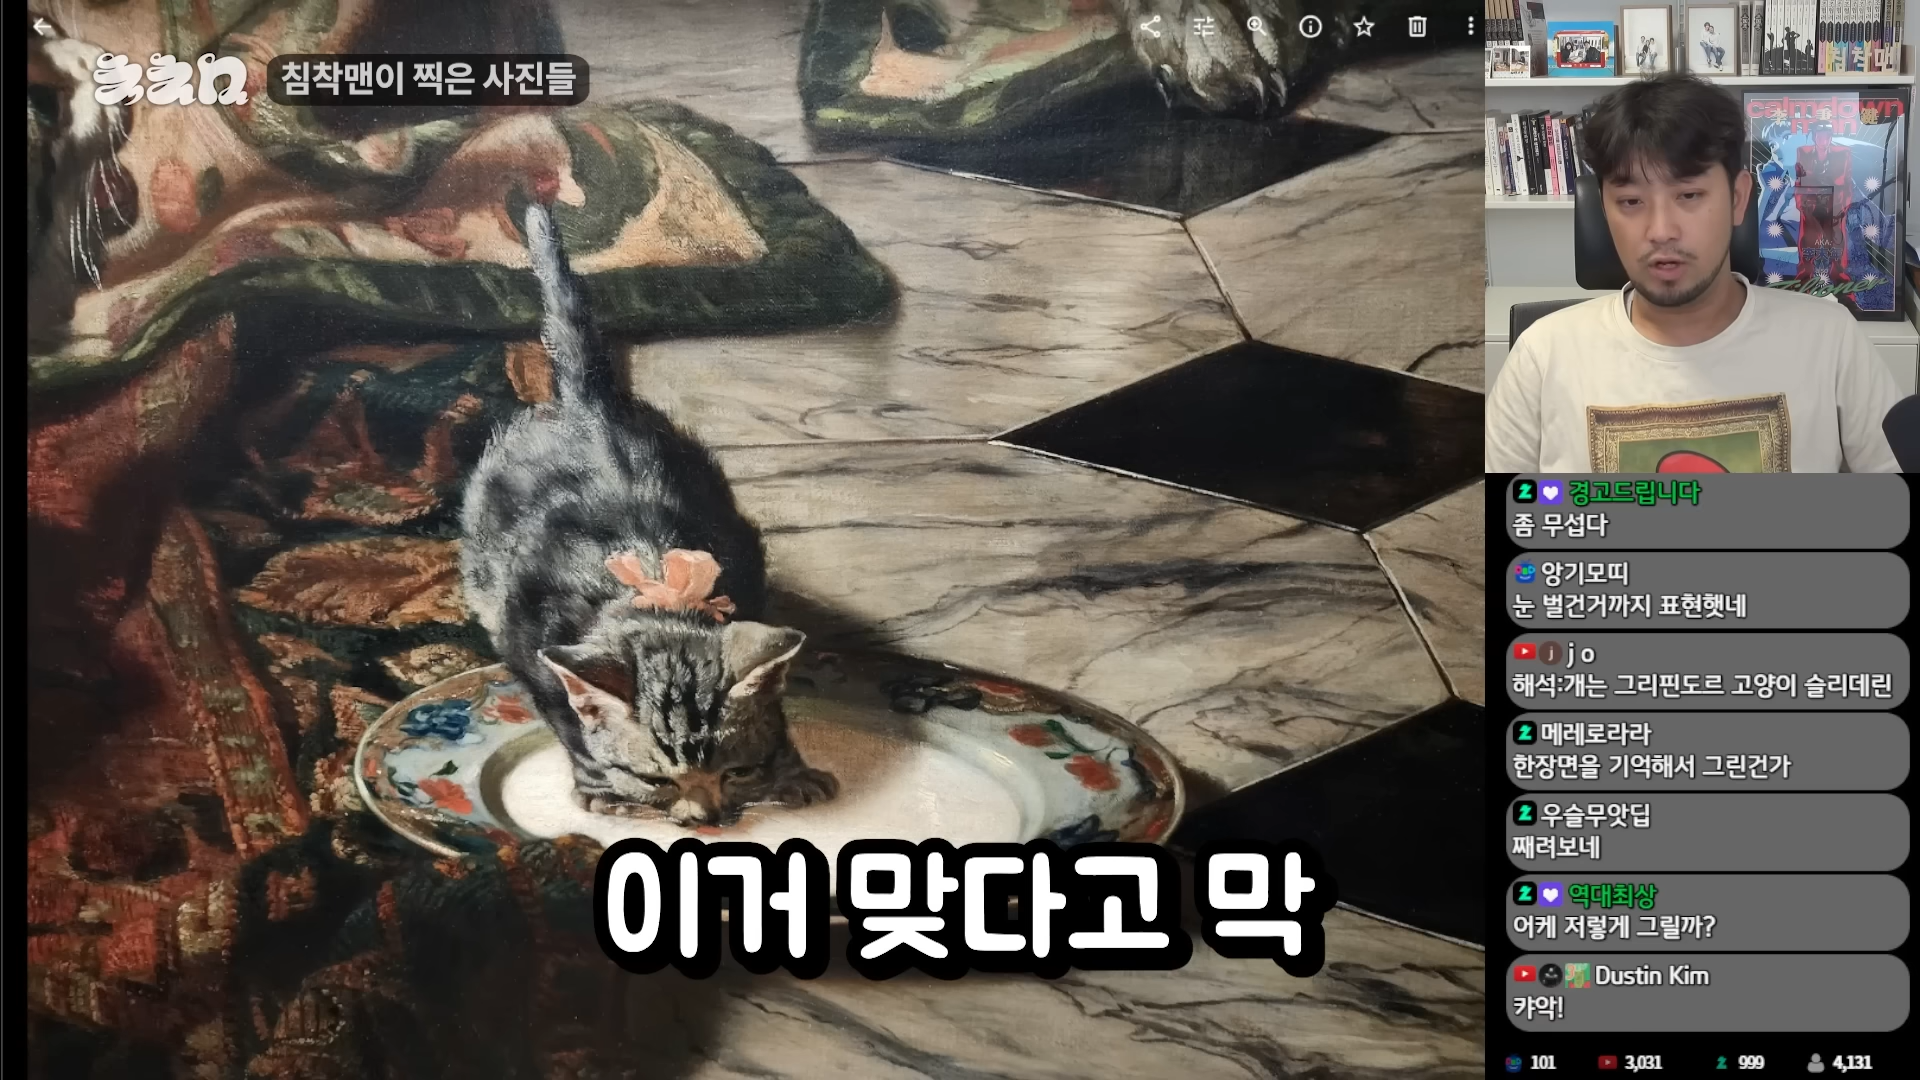 침착맨이 찍은 사진들
이거 맞다고 막
calmdown
man
AKA
경고드립니다
좀 무섭다
앙기모띠
눈 벌건거까지 표현햇네
j o
해석:개는 그리핀도르 고양이 슬리데린
메레로라라
한장면을 기억해서 그린건가
우슬무앗딥
째려보네
역대최상
어케 저렇게 그릴까?
Dustin Kim
캬악!
101 3,031 999 4,131